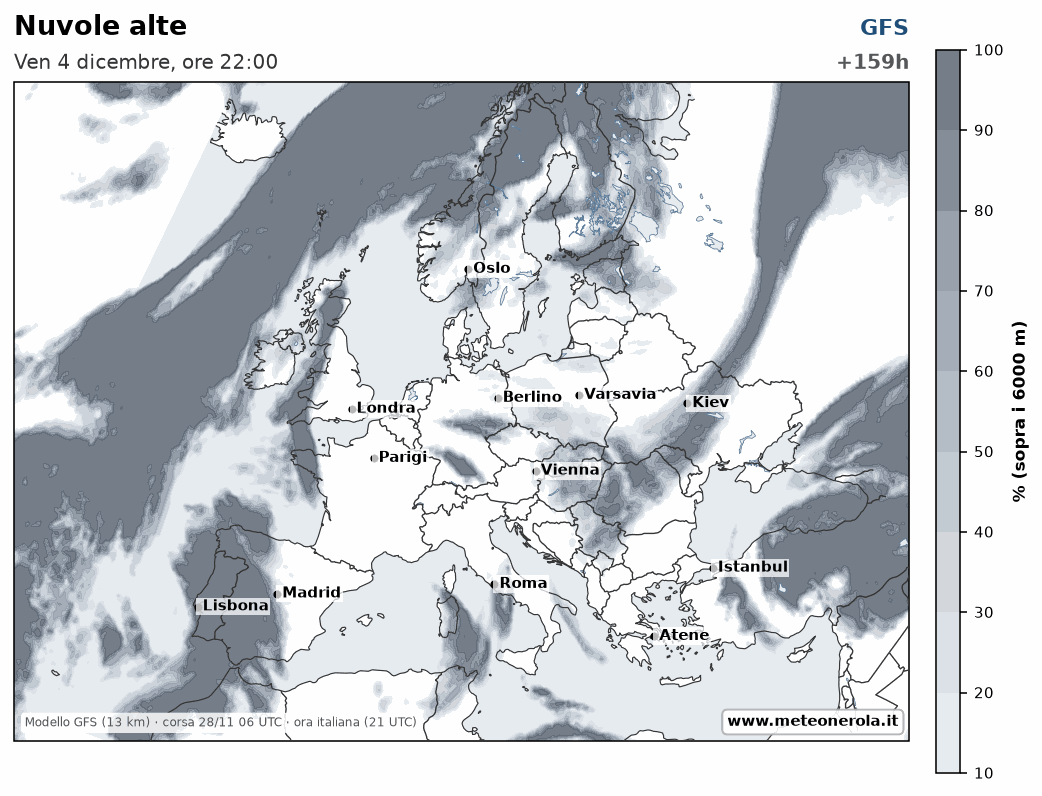 Nuvole alte
GFS
Ven 4 dicembre, ore 22:00
+159h
Oslo
Londra
Berlino
Varsavia
Kiev
Parigi
Vienna
Istanbul
Roma
Madrid
Lisbona
Atene
Modello GFS (13 km) · corsa 28/11 06 UTC · ora italiana (21 UTC)
www.meteonerola.it
100
90
80
70
60
50
40
30
20
10
% (sopra i 6000 m)